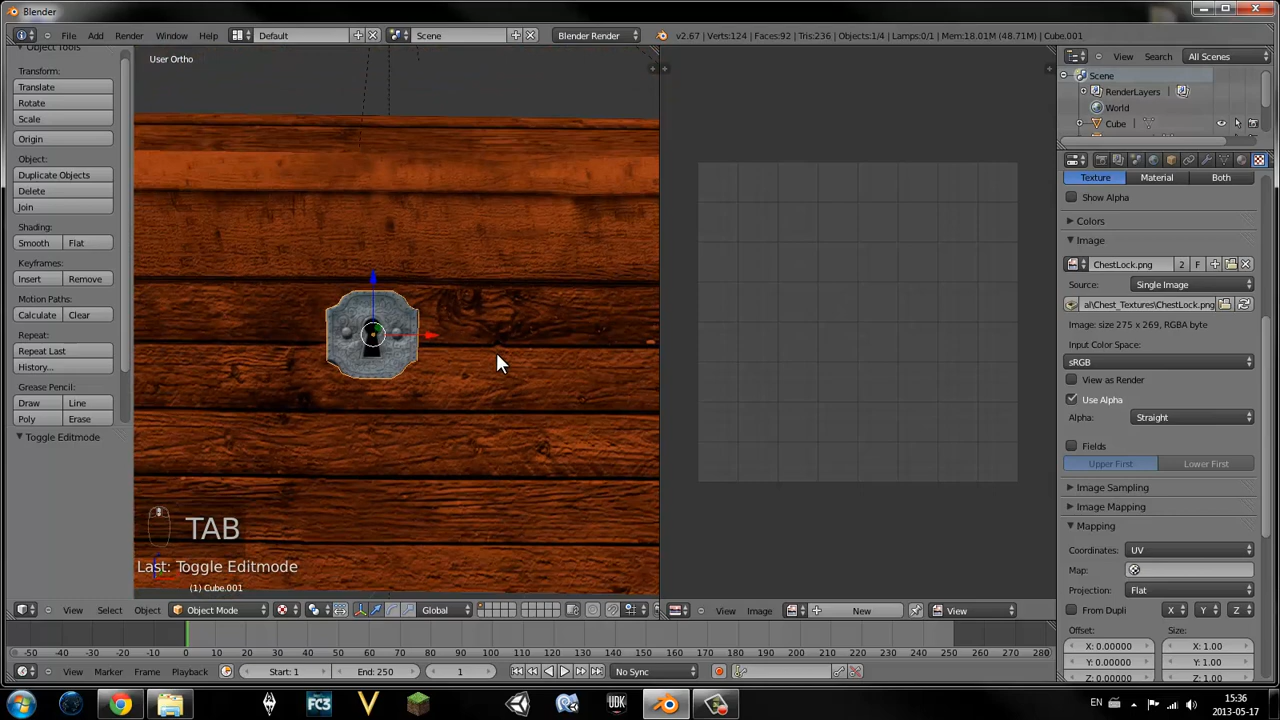 Blender
File Add Render Window Help Default Scene Blender Render v2.67 | Verts:124 | Faces:92 | Tris:236 | Objects:1/4 | Lamps:0/1 | Mem:18.01M (48.71M) | Cube.001
Object Tools
Transform:
Translate
Rotate
Scale
Origin
Object:
Duplicate Objects
Delete
Join
Shading:
Smooth Flat
Keyframes:
Insert Remove
Motion Paths:
Calculate Clear
Repeat:
Repeat Last
History...
Grease Pencil:
Draw Line
Poly Erase
Toggle Editmode
User Ortho
TAB
Last: Toggle Editmode
(1) Cube.001
View Select Object Object Mode Global
View Image New View
View Search All Scenes
Scene
RenderLayers
World
Cube
Texture Material Both
Show Alpha
Colors
Image
ChestLock.png 2 F
Source: Single Image
al\Chest_Textures\ChestLock.png
Image: size 275 x 269, RGBA byte
Input Color Space:
sRGB
View as Render
Use Alpha
Alpha: Straight
Fields
Upper First Lower First
Image Sampling
Image Mapping
Mapping
Coordinates: UV
Map:
Projection: Flat
From Dupli X Y Z
Offset: Size:
X: 0.00000 X: 1.00
Y: 0.00000 Y: 1.00
Z: 0.00000 Z: 1.00
-50 -40 -30 -20 -10 0 10 20 30 40 50 60 70 80 90 100 110 120 130 140 150 160 170 180 190 200 210 220 230 240 250 260 270 280
View Marker Frame Playback Start: 1 End: 250 1 No Sync
FC3 UDK EN 15:36
2013-05-17